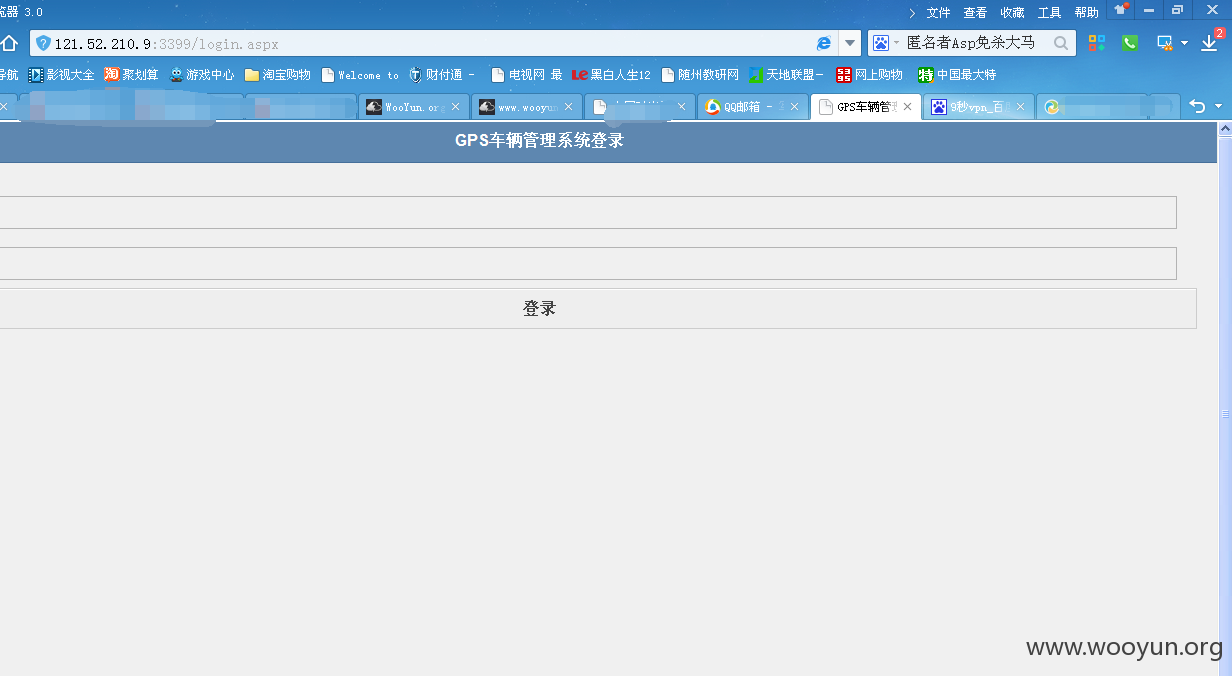 览器 3.0
文件 查看 收藏 工具 帮助
121.52.210.9:3399/login.aspx
匿名者Asp免杀大马
2
导航 影视大全 聚划算 游戏中心 淘宝购物 Welcome to 财付通 - 电视网 最 黑白人生12 随州教研网 天地联盟- 网上购物 中国最大特
WooYun.org www.wooyun QQ邮箱 - GPS车辆管理 9秒vpn_百
GPS车辆管理系统登录
登录
www.wooyun.org